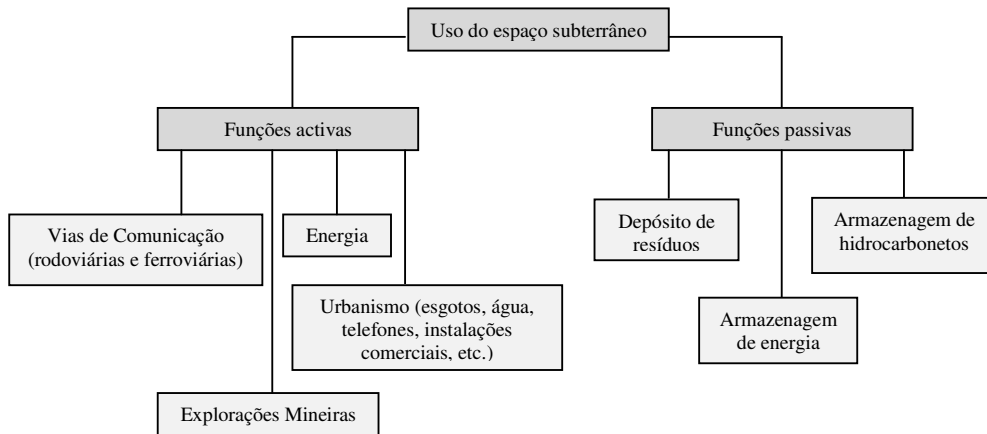 Uso do espaço subterrâneo
Funções activas
Funções passivas
Vias de Comunicação
(rodoviárias e ferroviárias)
Energia
Urbanismo (esgotos, água,
telefones, instalações
comerciais, etc.)
Explorações Mineiras
Depósito de
resíduos
Armazenagem de
hidrocarbonetos
Armazenagem
de energia